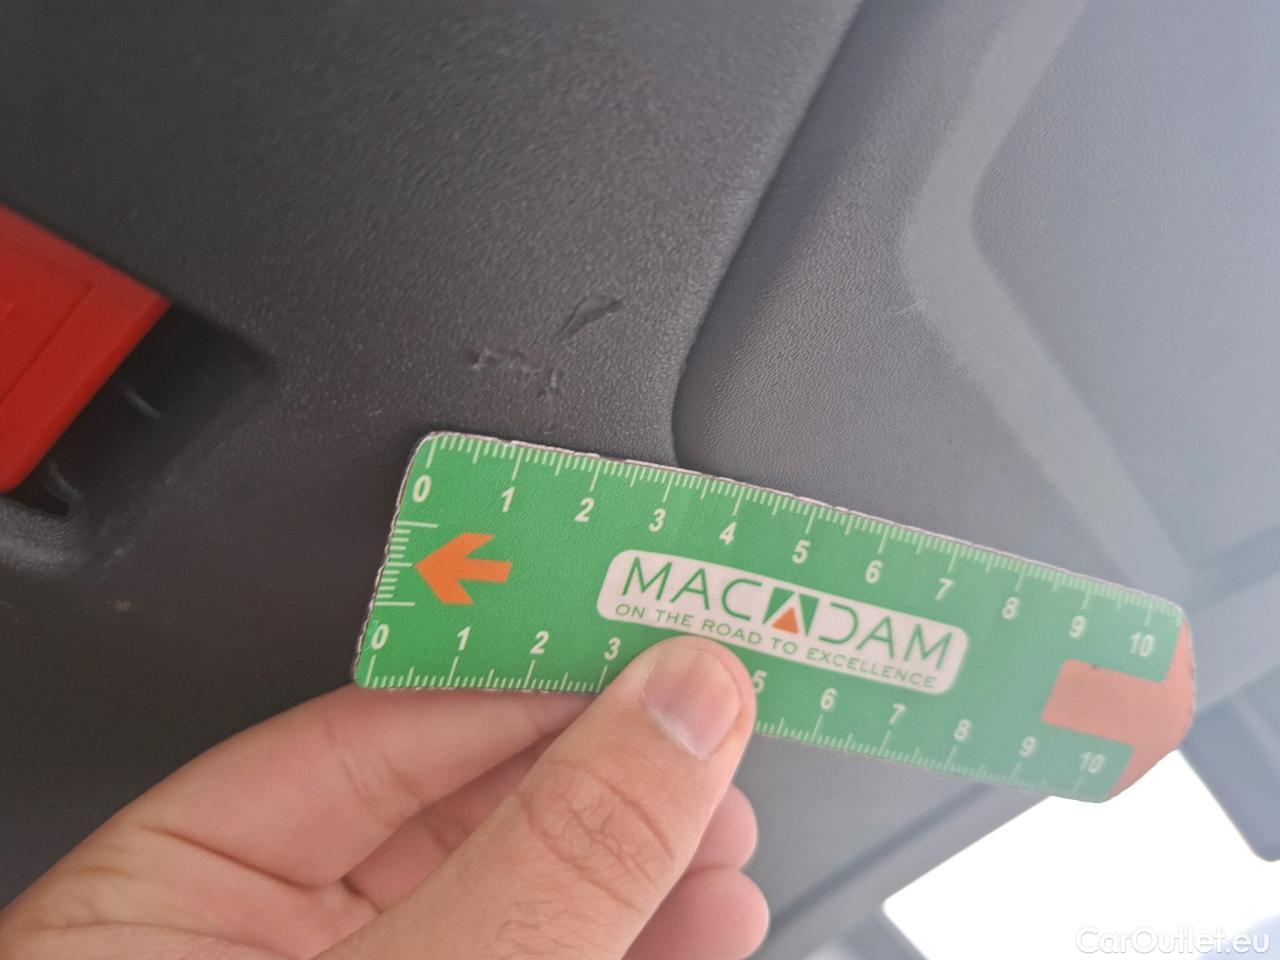 0 1 2 3 4 5 6 7 8 9 10
MACADAM
ON THE ROAD TO EXCELLENCE
0 1 2 3 5 6 7 8 9 10
CarOutlet.eu